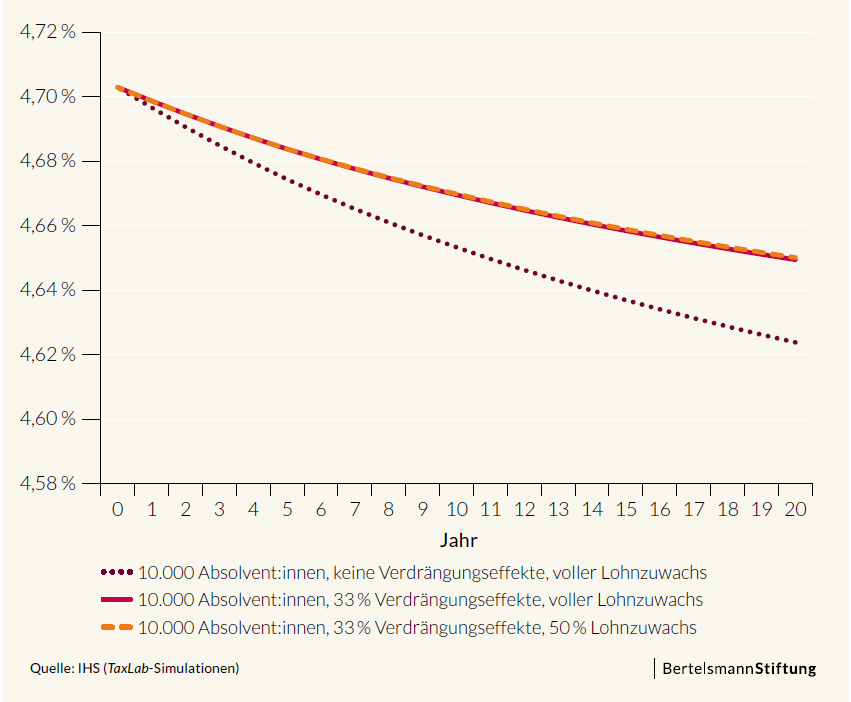 4,72 %
4,70 %
4,68 %
4,66 %
4,64 %
4,62 %
4,60 %
4,58 %
0 1 2 3 4 5 6 7 8 9 10 11 12 13 14 15 16 17 18 19 20
Jahr
10.000 Absolvent:innen, keine Verdrängungseffekte, voller Lohnzuwachs
10.000 Absolvent:innen, 33 % Verdrängungseffekte, voller Lohnzuwachs
10.000 Absolvent:innen, 33 % Verdrängungseffekte, 50 % Lohnzuwachs
Quelle: IHS (TaxLab-Simulationen)
BertelsmannStiftung